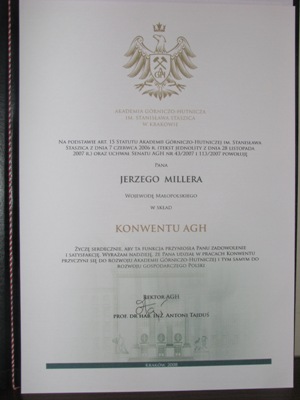 AKADEMIA GÓRNICZO-HUTNICZA
IM. STANISŁAWA STASZICA
W KRAKOWIE
NA PODSTAWIE ART. 15 STATUTU AKADEMII GÓRNICZO-HUTNICZEJ IM. STANISŁAWA
STASZICA Z DNIA 7 CZERWCA 2006 R. (TEKST JEDNOLITY Z DNIA 28 LISTOPADA
2007 R.) ORAZ UCHWAŁ SENATU AGH NR 43/2007 I 113/2007 POWOŁUJĘ
PANA
JERZEGO MILLERA
WOJEWODĘ MAŁOPOLSKIEGO
W SKŁAD
KONWENTU AGH
ŻYCZĘ SERDECZNIE, ABY TA FUNKCJA PRZYNIOSŁA PANU ZADOWOLENIE
I SATYSFAKCJĘ. WYRAŻAM NADZIEJĘ, ŻE PANA UDZIAŁ W PRACACH KONWENTU
PRZYCZYNI SIĘ DO ROZWOJU AKADEMII GÓRNICZO-HUTNICZEJ I TYM SAMYM DO
ROZWOJU GOSPODARCZEGO POLSKI
REKTOR AGH
PROF. DR HAB. INŻ. ANTONI TAJDUŚ
KRAKÓW 2008